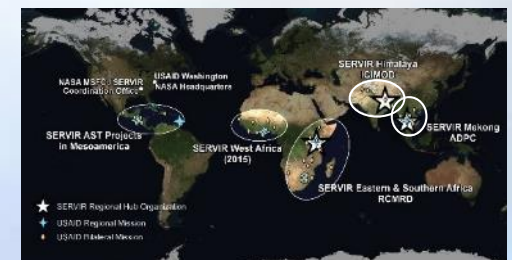 SERVIR Himalaya
ICIMOD
USAID Washington
NASA Headquarters
NASA MSFC SERVIR
Coordination Office
SERVIR Mekong
ADPC
SERVIR AST Projects
in Mesoamerica
SERVIR West Africa
(2015)
SERVIR Eastern & Southern Africa
RCMRD
SERVIR Regional Hub Organization
USAID Regional Mission
USAID Bilateral Mission